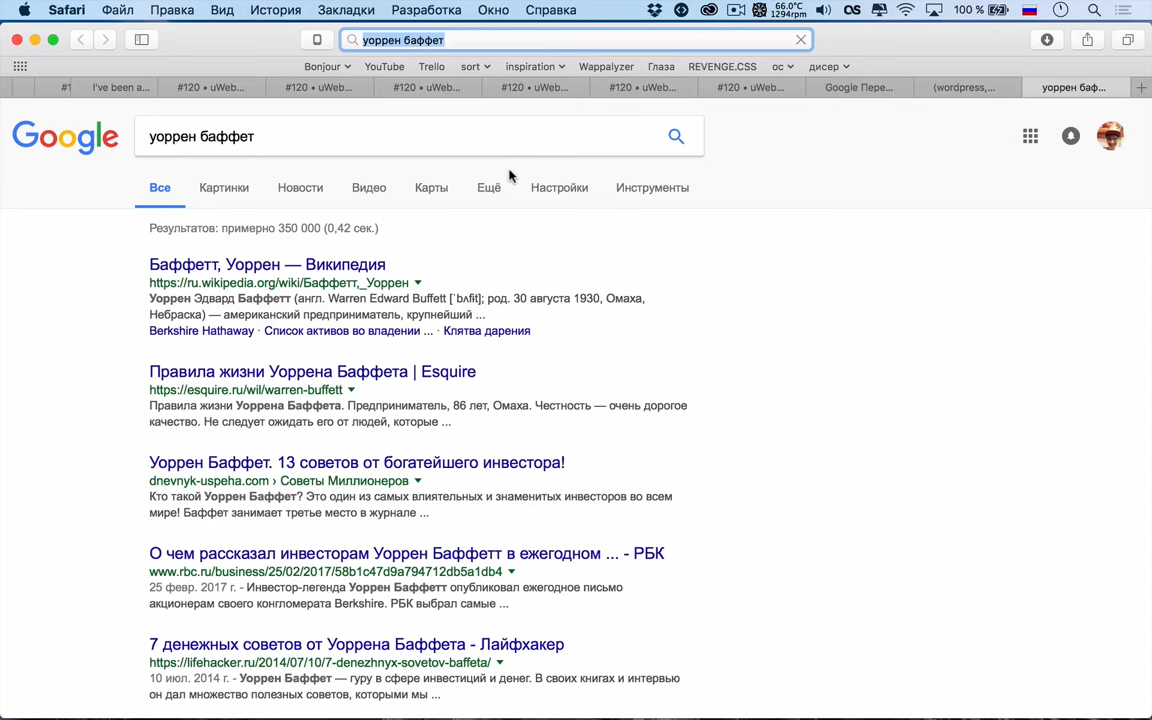 Safari Файл Правка Вид История Закладки Разработка Окно Справка 66.0°C 1294rpm 100 %
уоррен баффет
Bonjour YouTube Trello sort inspiration Wappalyzer Глаза REVENGE.CSS ос дисер
#1 I've been a... #120 • uWeb... #120 • uWeb... #120 • uWeb... #120 • uWeb... #120 • uWeb... #120 • uWeb... Google Пере... (wordpress,... уоррен баф...
Google уоррен баффет
Все Картинки Новости Видео Карты Ещё Настройки Инструменты
Результатов: примерно 350 000 (0,42 сек.)
Баффетт, Уоррен — Википедия
https://ru.wikipedia.org/wiki/Баффетт,_Уоррен
Уоррен Эдвард Баффетт (англ. Warren Edward Buffett [ˈbʌfɪt]; род. 30 августа 1930, Омаха,
Небраска) — американский предприниматель, крупнейший ...
Berkshire Hathaway · Список активов во владении ... · Клятва дарения
Правила жизни Уоррена Баффета | Esquire
https://esquire.ru/wil/warren-buffett
Правила жизни Уоррена Баффета. Предприниматель, 86 лет, Омаха. Честность — очень дорогое
качество. Не следует ожидать его от людей, которые ...
Уоррен Баффет. 13 советов от богатейшего инвестора!
dnevnyk-uspeha.com › Советы Миллионеров
Кто такой Уоррен Баффет? Это один из самых влиятельных и знаменитых инвесторов во всем
мире! Баффет занимает третье место в журнале ...
О чем рассказал инвесторам Уоррен Баффетт в ежегодном ... - РБК
www.rbc.ru/business/25/02/2017/58b1c47d9a794712db5a1db4
25 февр. 2017 г. - Инвестор-легенда Уоррен Баффетт опубликовал ежегодное письмо
акционерам своего конгломерата Berkshire. РБК выбрал самые ...
7 денежных советов от Уоррена Баффета - Лайфхакер
https://lifehacker.ru/2014/07/10/7-denezhnyx-sovetov-baffeta/
10 июл. 2014 г. - Уоррен Баффет — гуру в сфере инвестиций и денег. В своих книгах и интервью
он дал множество полезных советов, которыми мы ...